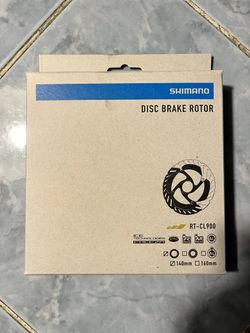 SHIMANO
DISC BRAKE ROTOR
RT-CL900
140mm 160mm